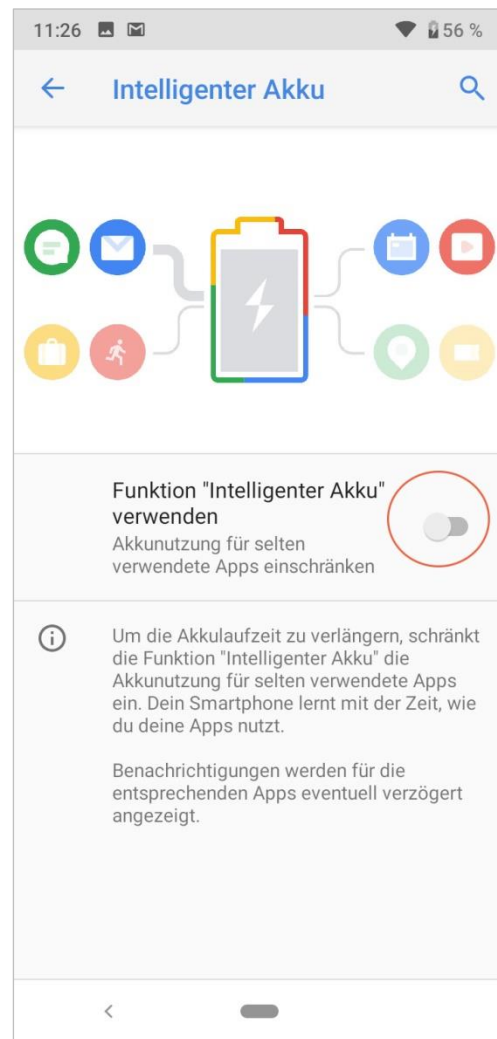 11:26 56 %
Intelligenter Akku
Funktion "Intelligenter Akku"
verwenden
Akkunutzung für selten
verwendete Apps einschränken
Um die Akkulaufzeit zu verlängern, schränkt
die Funktion "Intelligenter Akku" die
Akkunutzung für selten verwendete Apps
ein. Dein Smartphone lernt mit der Zeit, wie
du deine Apps nutzt.
Benachrichtigungen werden für die
entsprechenden Apps eventuell verzögert
angezeigt.